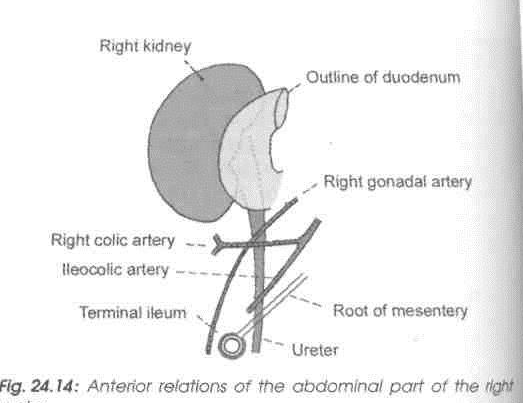 Right kidney
Outline of duodenum
Right gonadal artery
Right colic artery
Ileocolic artery
Terminal ileum
Root of mesentery
Ureter
Fig. 24.14: Anterior relations of the abdominal part of the right